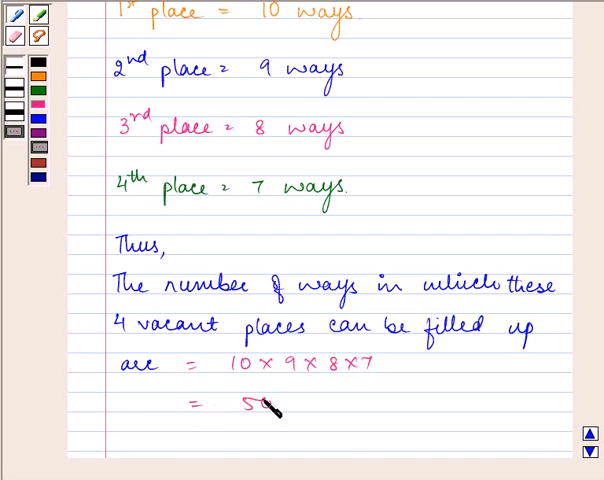 1st place = 10 ways.
2nd place = 9 ways
3rd place = 8 ways
4th place = 7 ways.
Thus,
The number of ways in which these
4 vacant places can be filled up
are = 10 × 9 × 8 × 7
= 50